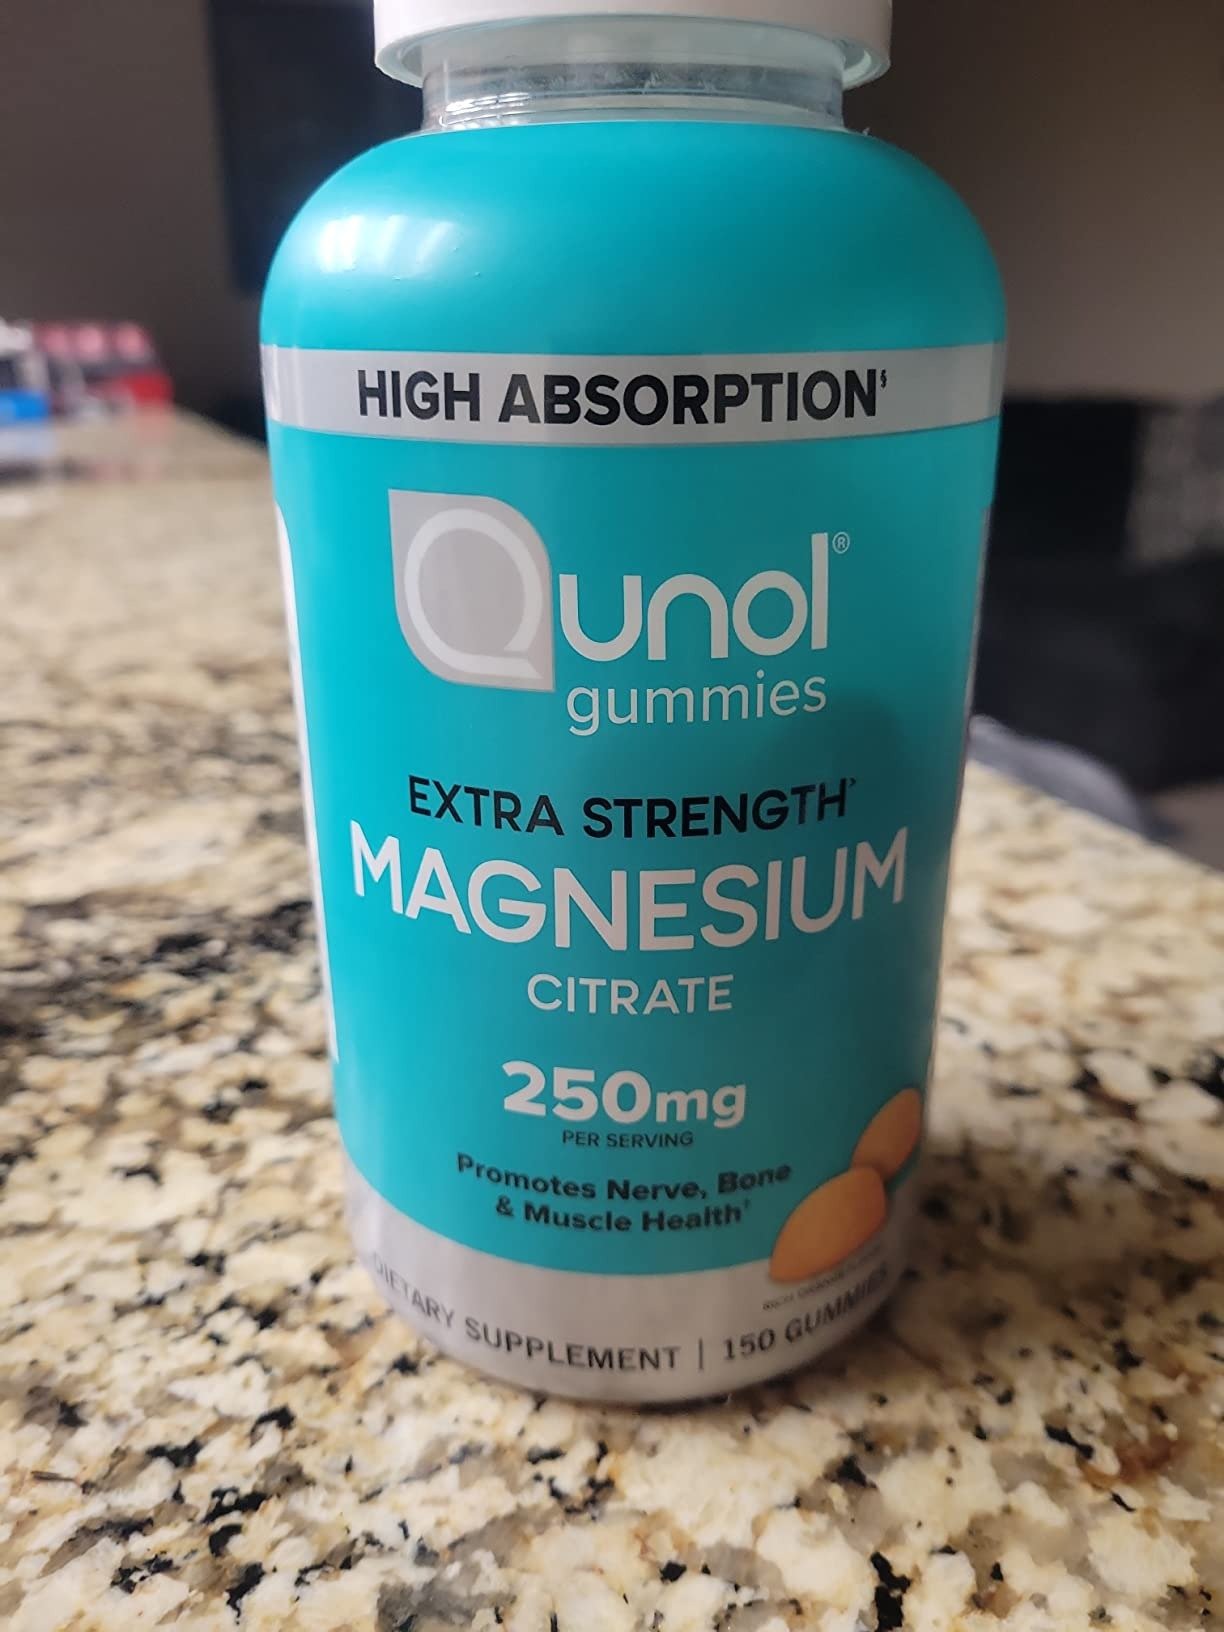 HIGH ABSORPTION§
Qunol®
gummies
EXTRA STRENGTH
MAGNESIUM
CITRATE
250mg
PER SERVING
Promotes Nerve, Bone
& Muscle Health†
DIETARY SUPPLEMENT | 150 GUMMIES